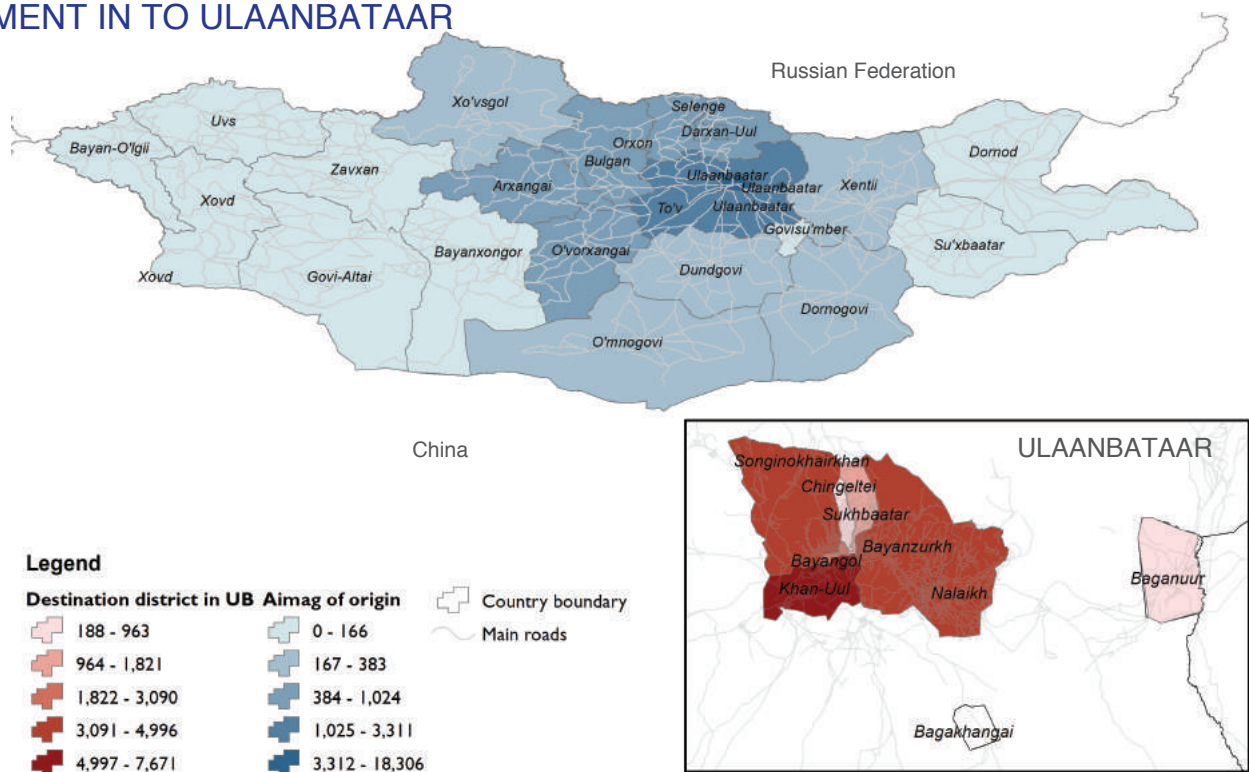 MENT IN TO ULAANBATAAR
Russian Federation
Xo'vsgol
Selenge
Uvs
Darxan-Uul
Orxon
Bayan-O'lgii
Dornod
Zavxan
Bulgan
Ulaanbaatar
Arxangai
Ulaanbaatar
Xentii
Xovd
To'v
Ulaanbaatar
Govisu'mber
O'vorxangai
Bayanxongor
Su'xbaatar
Dundgovi
Xovd
Govi-Altai
Dornogovi
O'mnogovi
China
ULAANBATAAR
Songinokhairkhan
Chingeltei
Sukhbaatar
Bayanzurkh
Bayangol
Baganuur
Khan-Uul
Nalaikh
Bagakhangai
Legend
Destination district in UB
188 - 963
964 - 1,821
1,822 - 3,090
3,091 - 4,996
4,997 - 7,671
Aimag of origin
0 - 166
167 - 383
384 - 1,024
1,025 - 3,311
3,312 - 18,306
Country boundary
Main roads